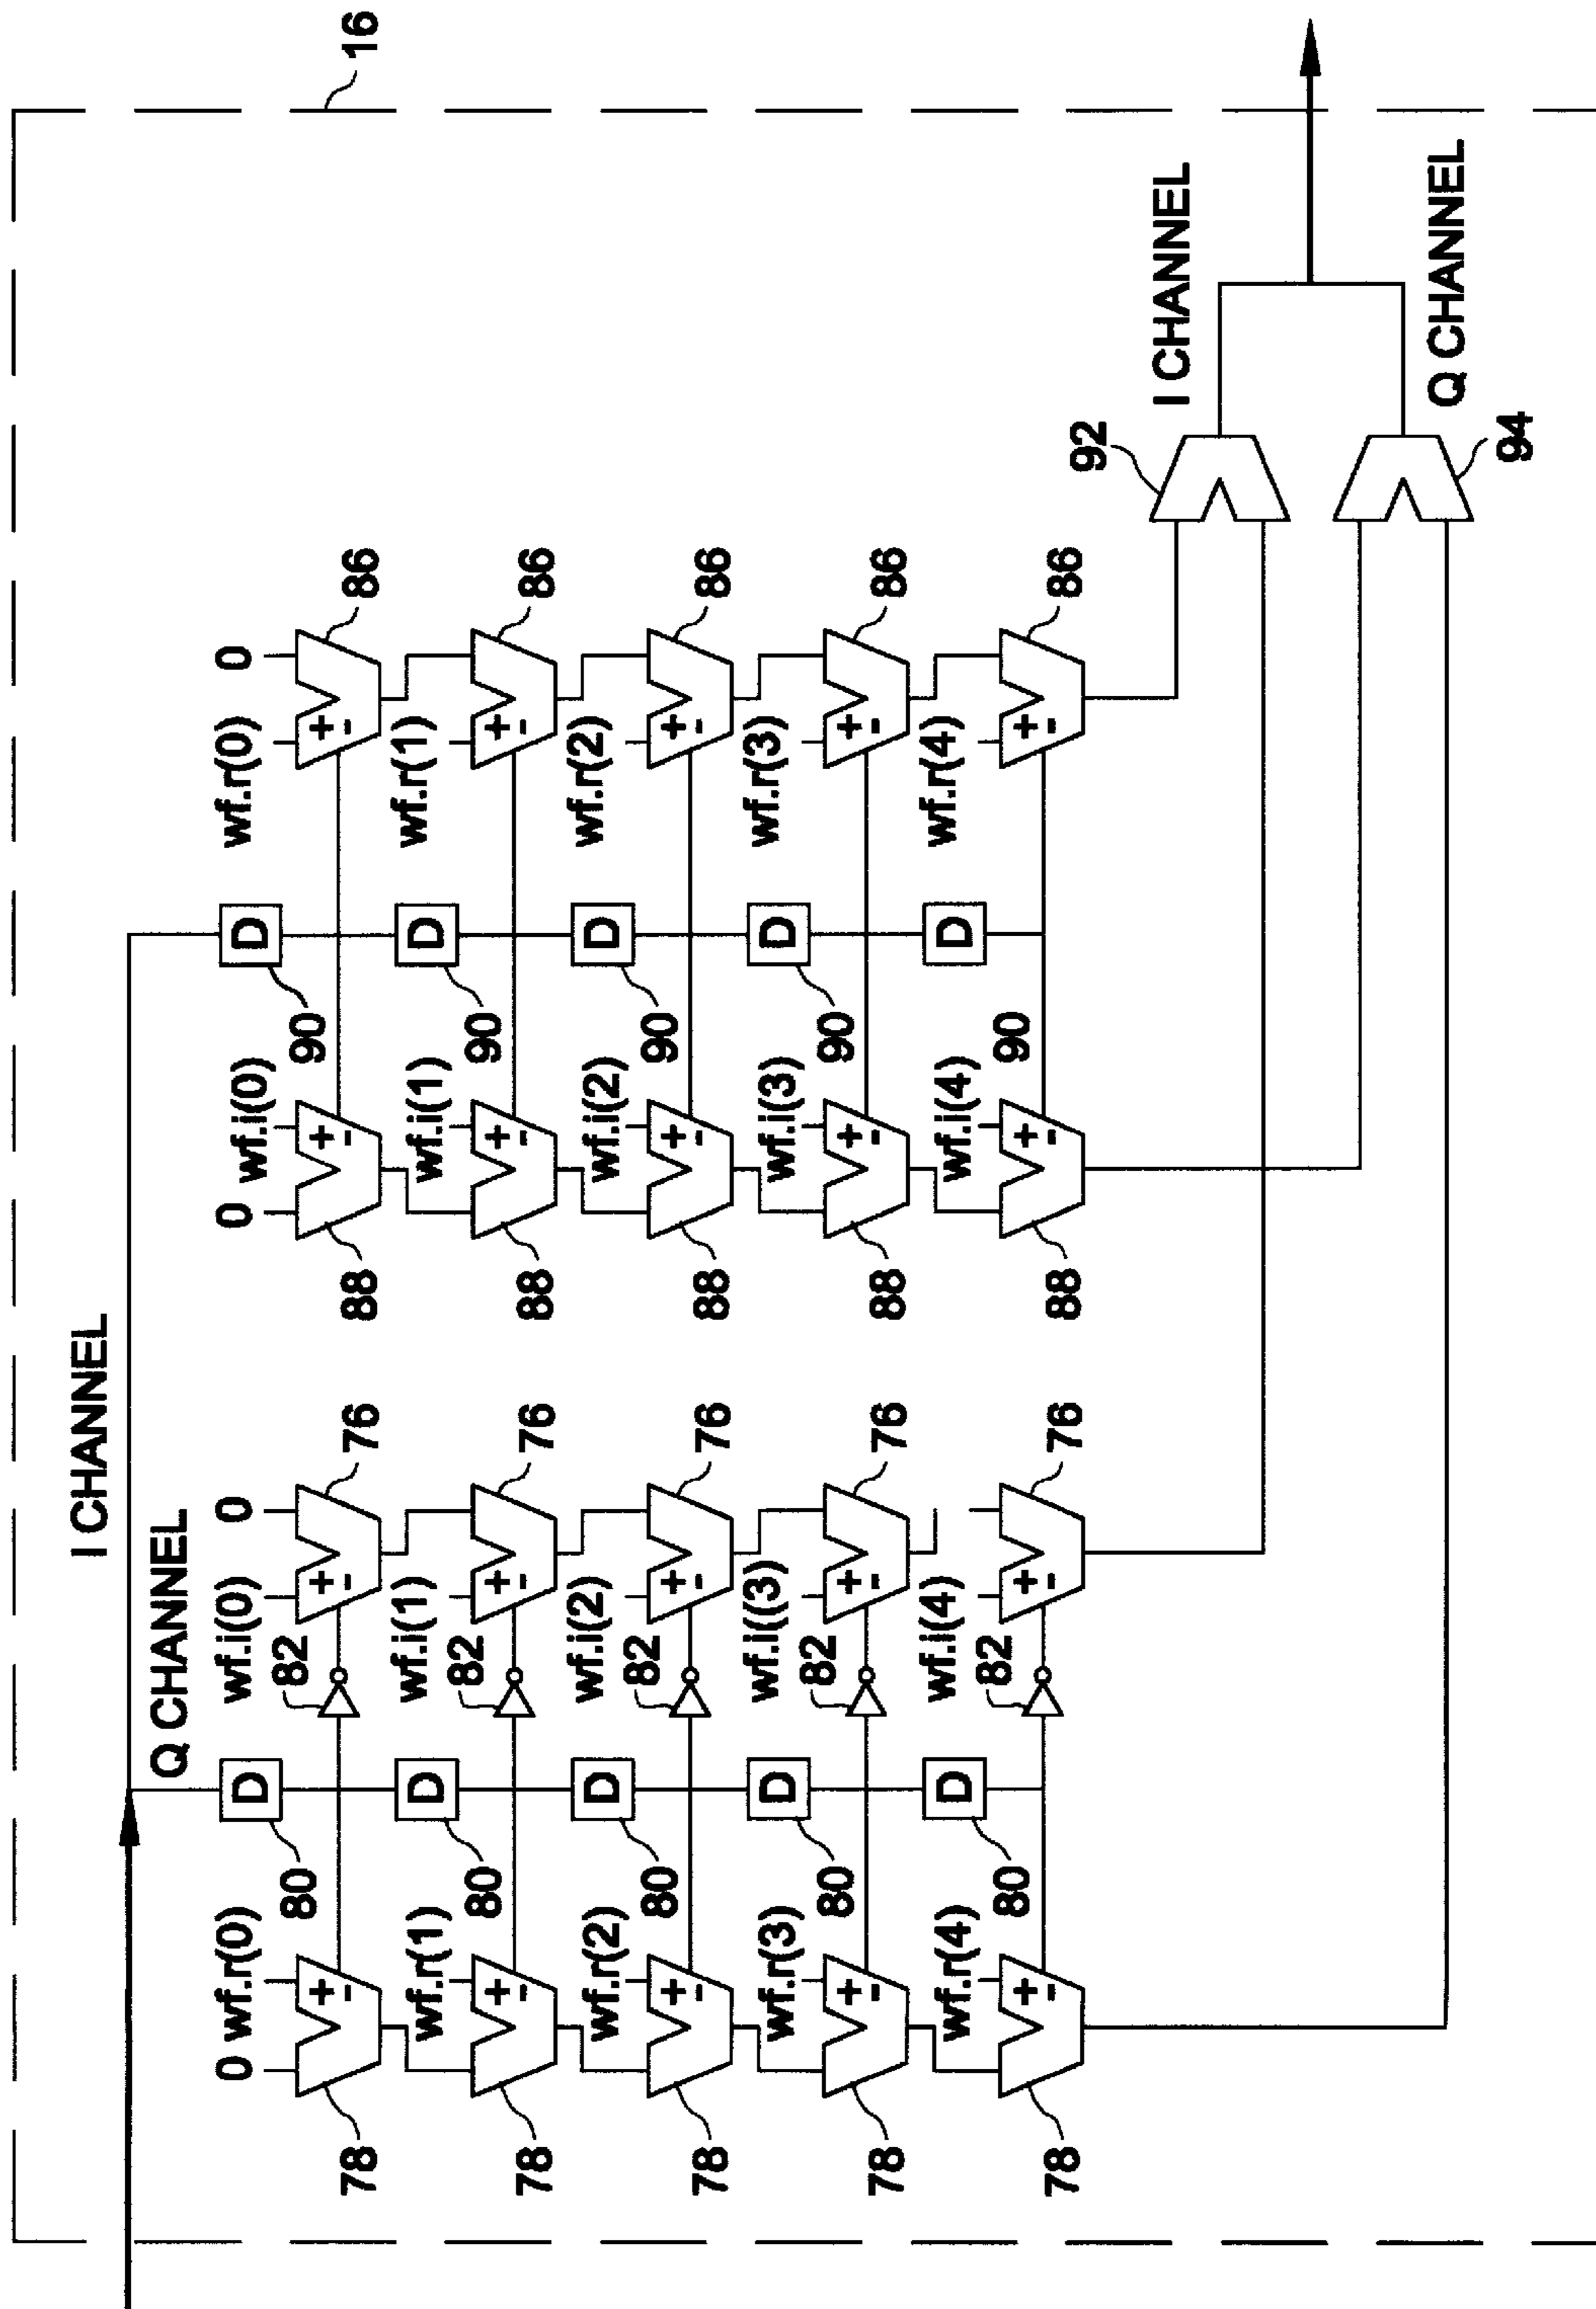 I CHANNEL
Q CHANNEL
0 wf.r(0) D wf.i(0) 0 0 wf.i(0) D wf.r(0) 0
80 82 90
+ + + +
- - - -
78 76 88 86 16
wf.r(1) D wf.i(1) wf.i(1) D wf.r(1)
80 82 90
+ + + +
- - - -
78 76 88 86
wf.r(2) D wf.i(2) wf.i(2) D wf.r(2)
80 82 90
+ + + +
- - - -
78 76 88 86
wf.r(3) D wf.i((3) wf.i(3) D wf.r(3)
80 82 90
+ + + +
- - - -
78 76 88 86
wf.r(4) D wf.i(4) wf.i(4) D wf.r(4)
80 82 90
+ + + +
- - - -
78 76 88 86
92
I CHANNEL
Q CHANNEL
94